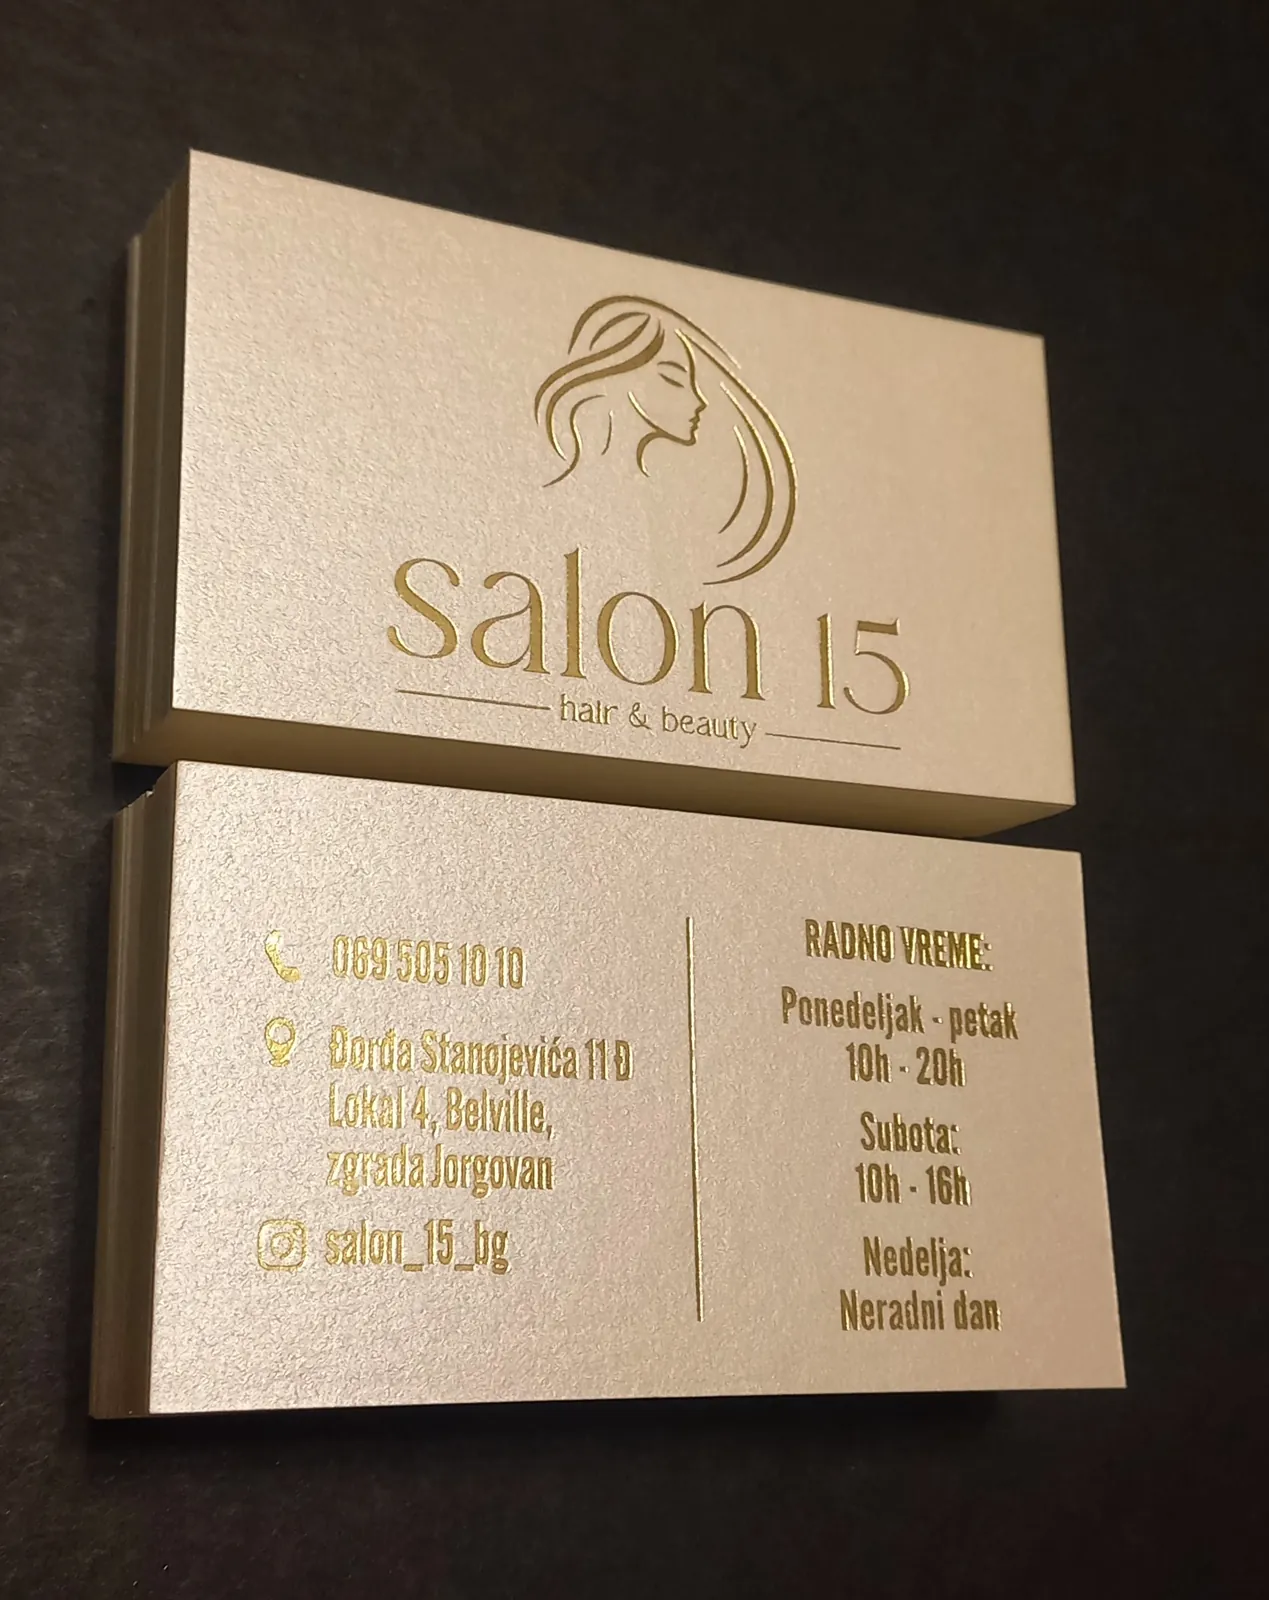 salon 15
hair & beauty
069 505 10 10
Đorđa Stanojevića 11 Đ
Lokal 4, Belville,
zgrada Jorgovan
salon_15_bg
RADNO VREME:
Ponedeljak - petak
10h - 20h
Subota:
10h - 16h
Nedelja:
Neradni dan